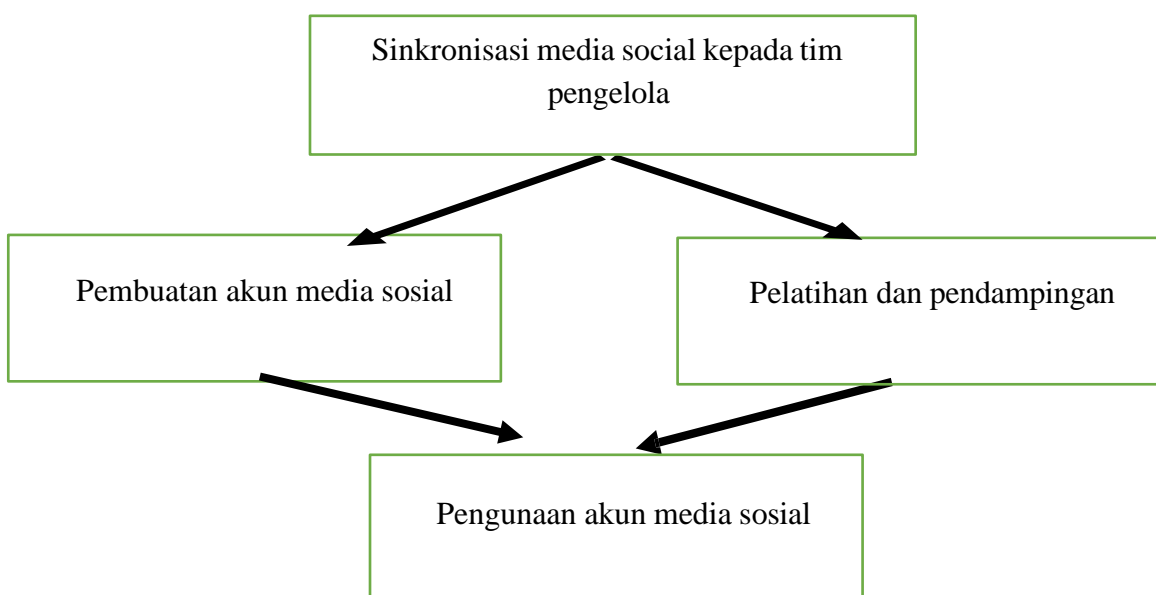 Sinkronisasi media social kepada tim
pengelola
Pembuatan akun media sosial
Pelatihan dan pendampingan
Pengunaan akun media sosial